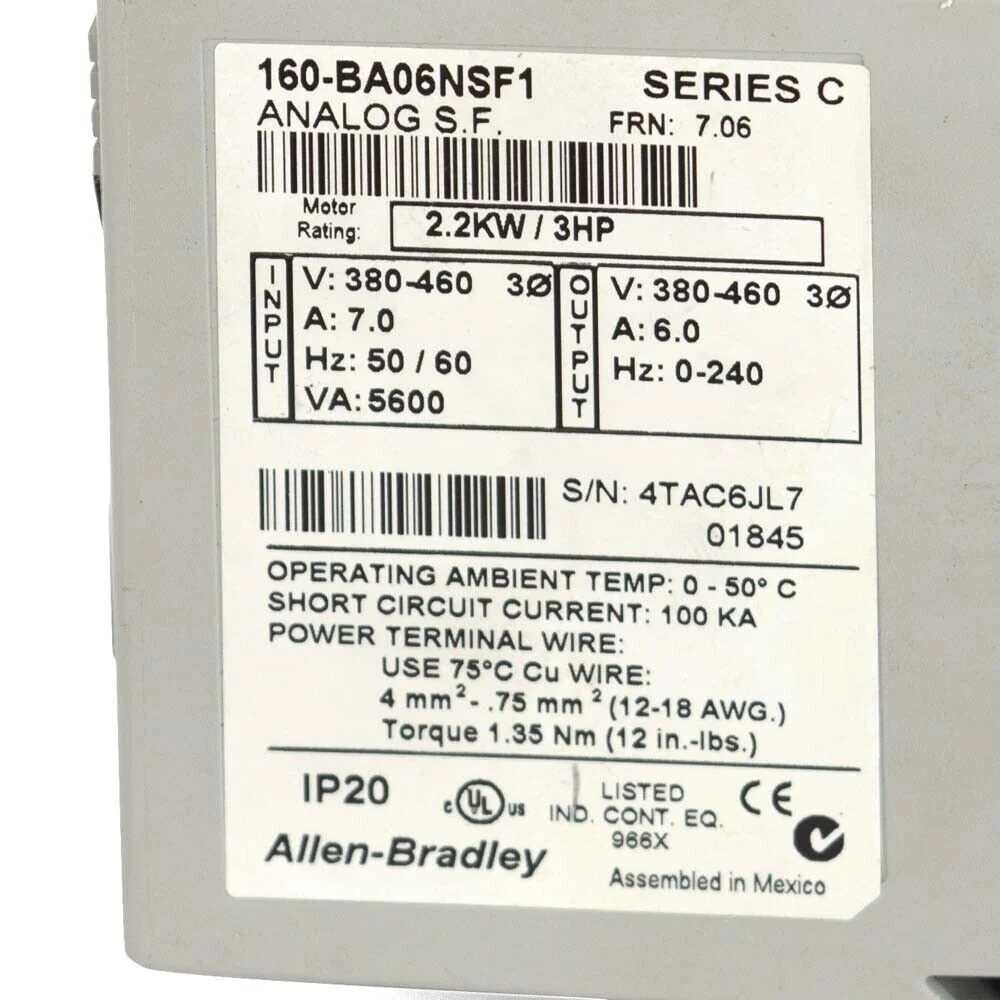 160-BA06NSF1 SERIES C
ANALOG S.F. FRN: 7.06
Motor
Rating: 2.2KW / 3HP
INPUT
V: 380-460 3Ø
A: 7.0
Hz: 50 / 60
VA: 5600
OUTPUT
V: 380-460 3Ø
A: 6.0
Hz: 0-240
S/N: 4TAC6JL7
01845
OPERATING AMBIENT TEMP: 0 - 50° C
SHORT CIRCUIT CURRENT: 100 KA
POWER TERMINAL WIRE:
USE 75°C Cu WIRE:
4 mm² - .75 mm² (12-18 AWG.)
Torque 1.35 Nm (12 in.-lbs.)
IP20
c UL us
LISTED
IND. CONT. EQ.
966X
CE
Allen-Bradley
Assembled in Mexico